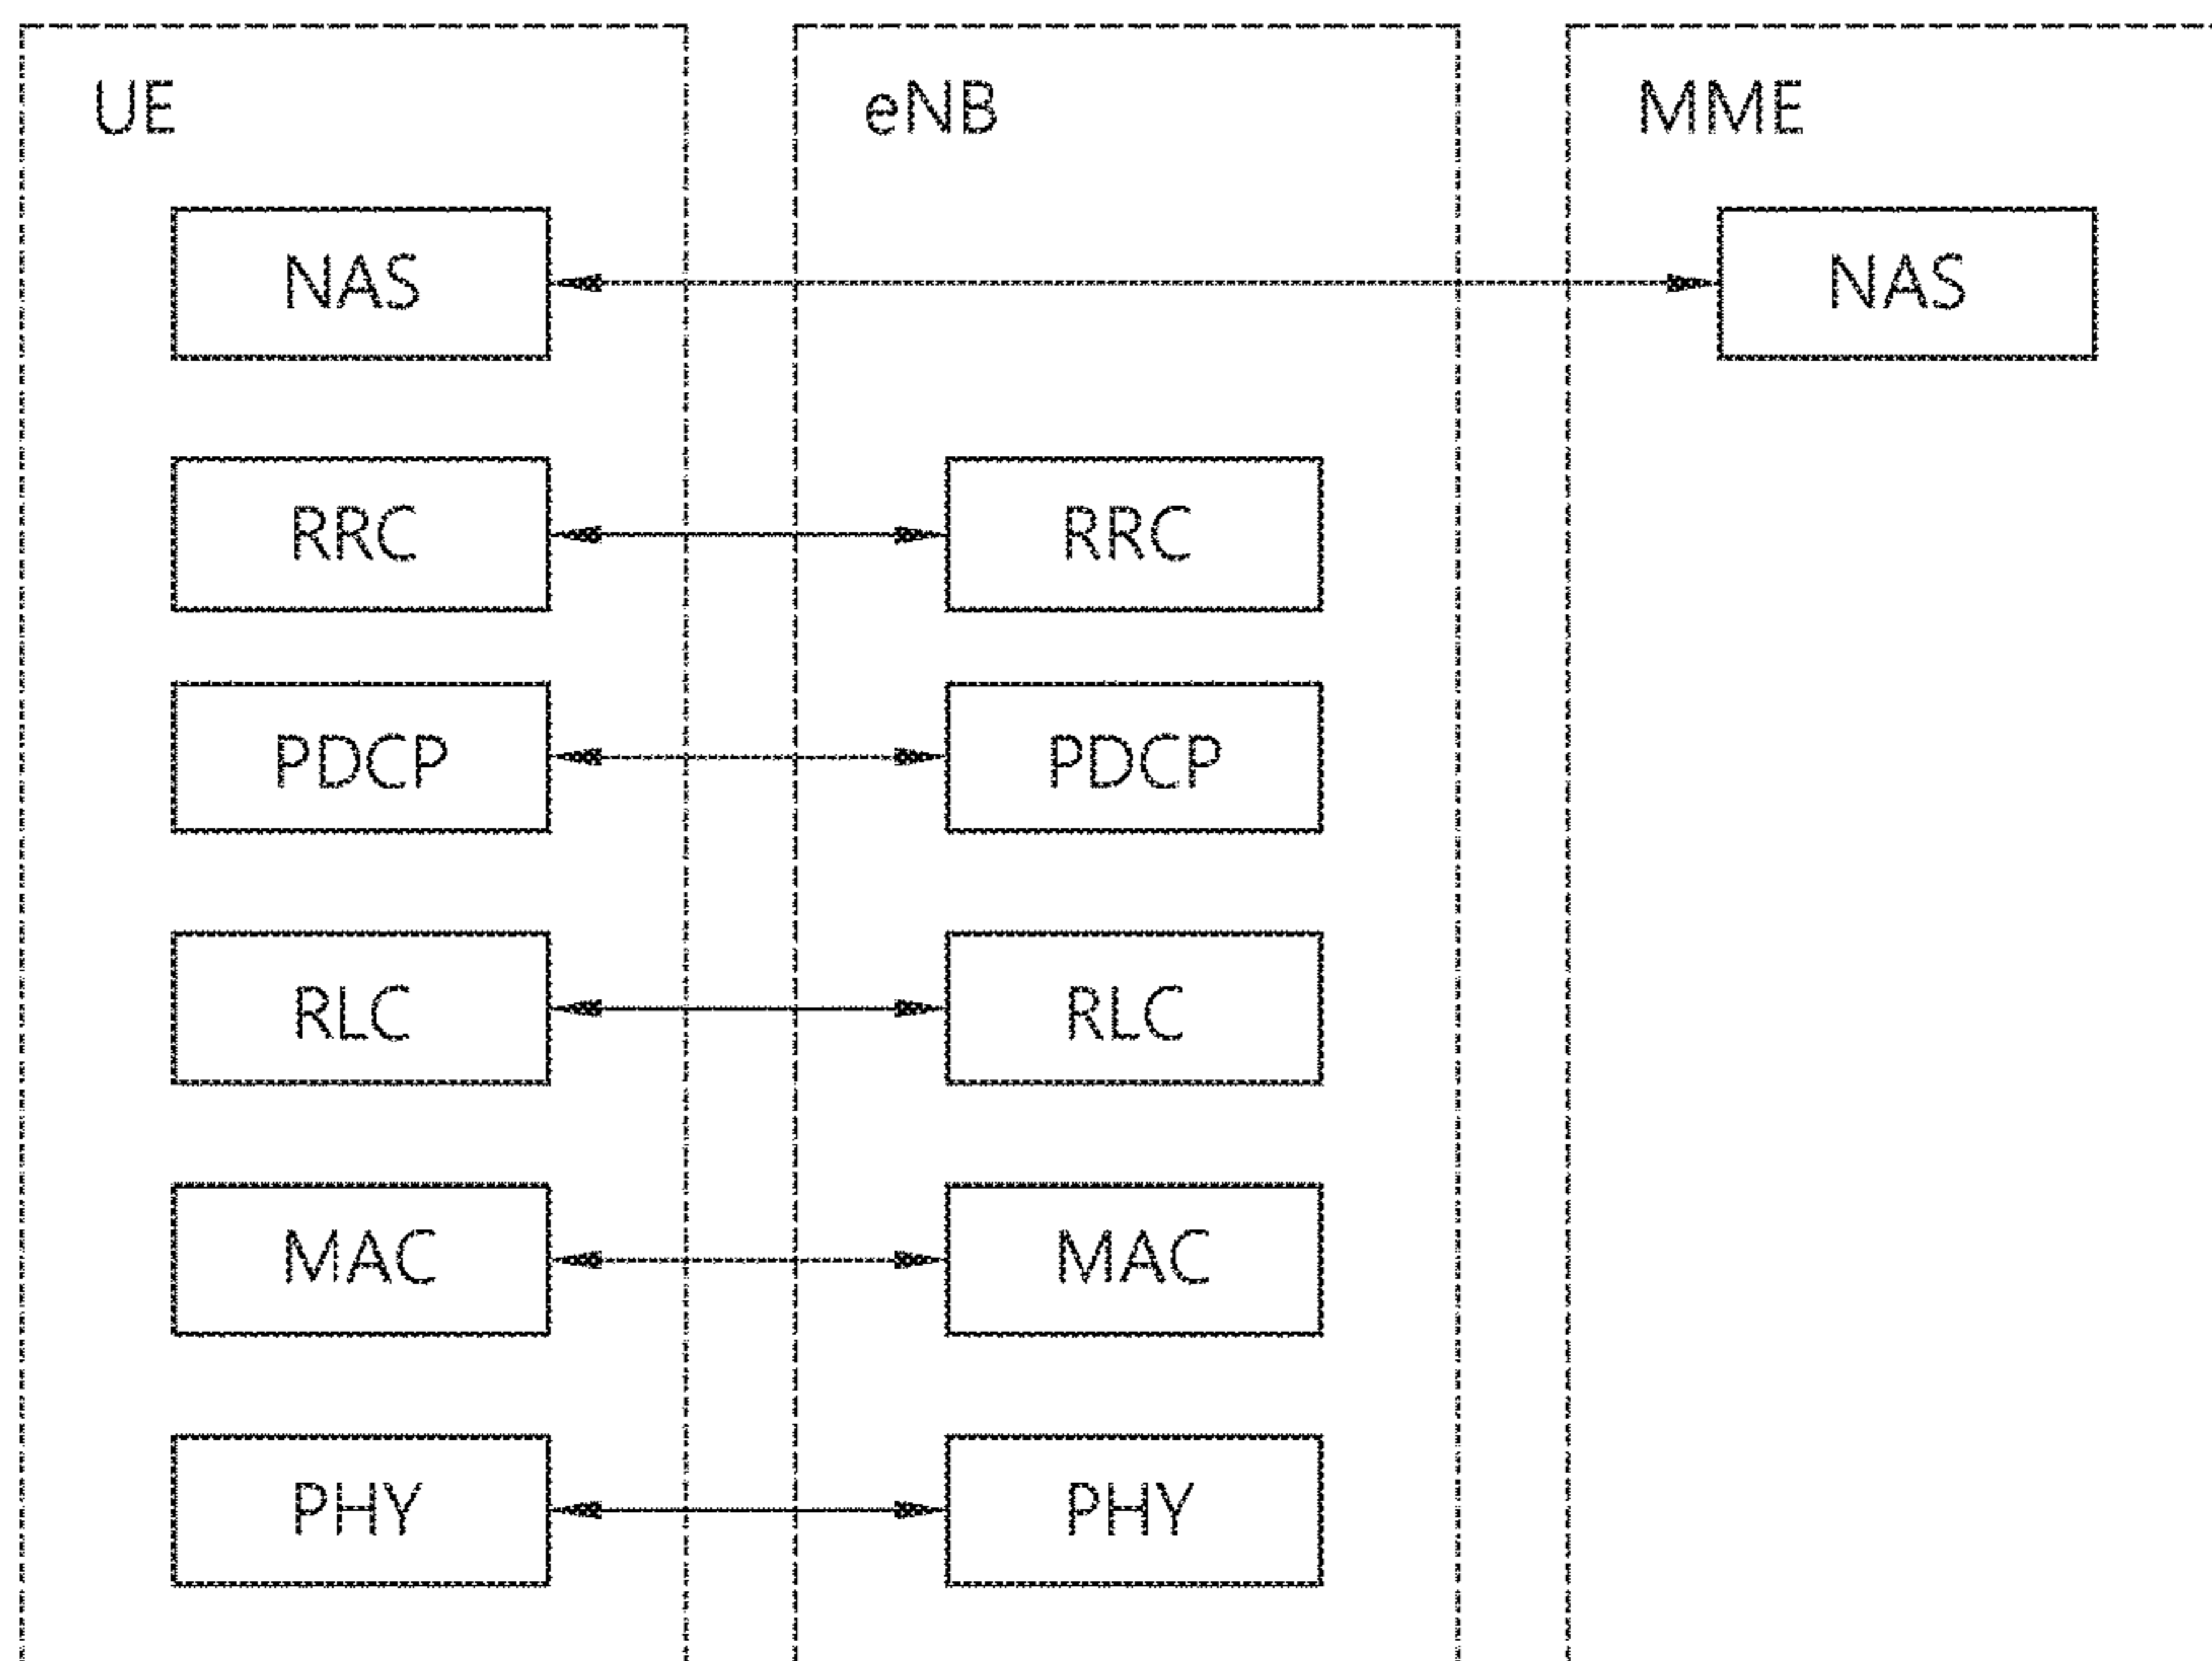 UE eNB MME
NAS NAS
RRC RRC
PDCP PDCP
RLC RLC
MAC MAC
PHY PHY